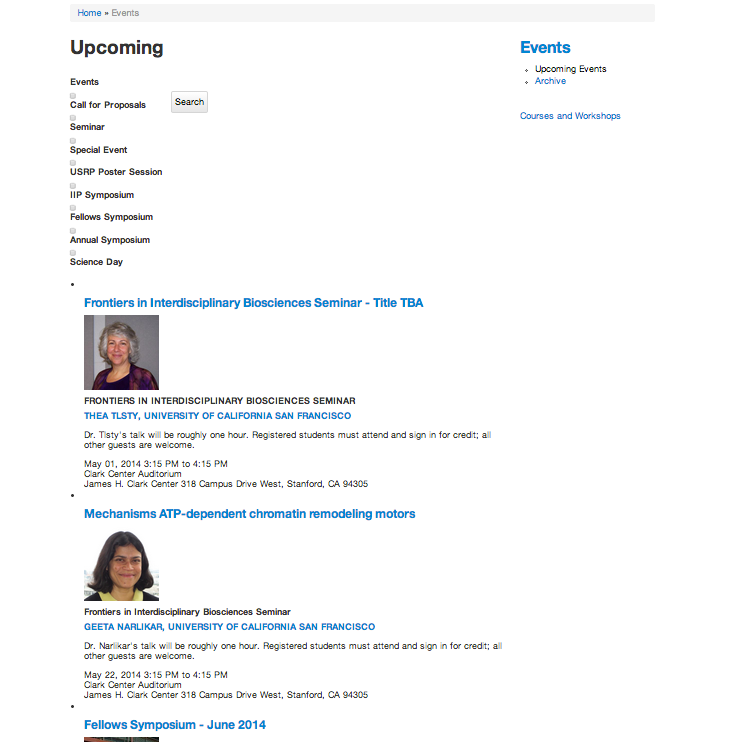 Home » Events
Upcoming
Events
Call for Proposals
Search
Seminar
Special Event
USRP Poster Session
IIP Symposium
Fellows Symposium
Annual Symposium
Science Day
Events
Upcoming Events
Archive
Courses and Workshops
Frontiers in Interdisciplinary Biosciences Seminar - Title TBA
FRONTIERS IN INTERDISCIPLINARY BIOSCIENCES SEMINAR
THEA TLSTY, UNIVERSITY OF CALIFORNIA SAN FRANCISCO
Dr. Tlsty's talk will be roughly one hour. Registered students must attend and sign in for credit; all
other guests are welcome.
May 01, 2014 3:15 PM to 4:15 PM
Clark Center Auditorium
James H. Clark Center 318 Campus Drive West, Stanford, CA 94305
Mechanisms ATP-dependent chromatin remodeling motors
Frontiers in Interdisciplinary Biosciences Seminar
GEETA NARLIKAR, UNIVERSITY OF CALIFORNIA SAN FRANCISCO
Dr. Narlikar's talk will be roughly one hour. Registered students must attend and sign in for credit; all
other guests are welcome.
May 22, 2014 3:15 PM to 4:15 PM
Clark Center Auditorium
James H. Clark Center 318 Campus Drive West, Stanford, CA 94305
Fellows Symposium - June 2014